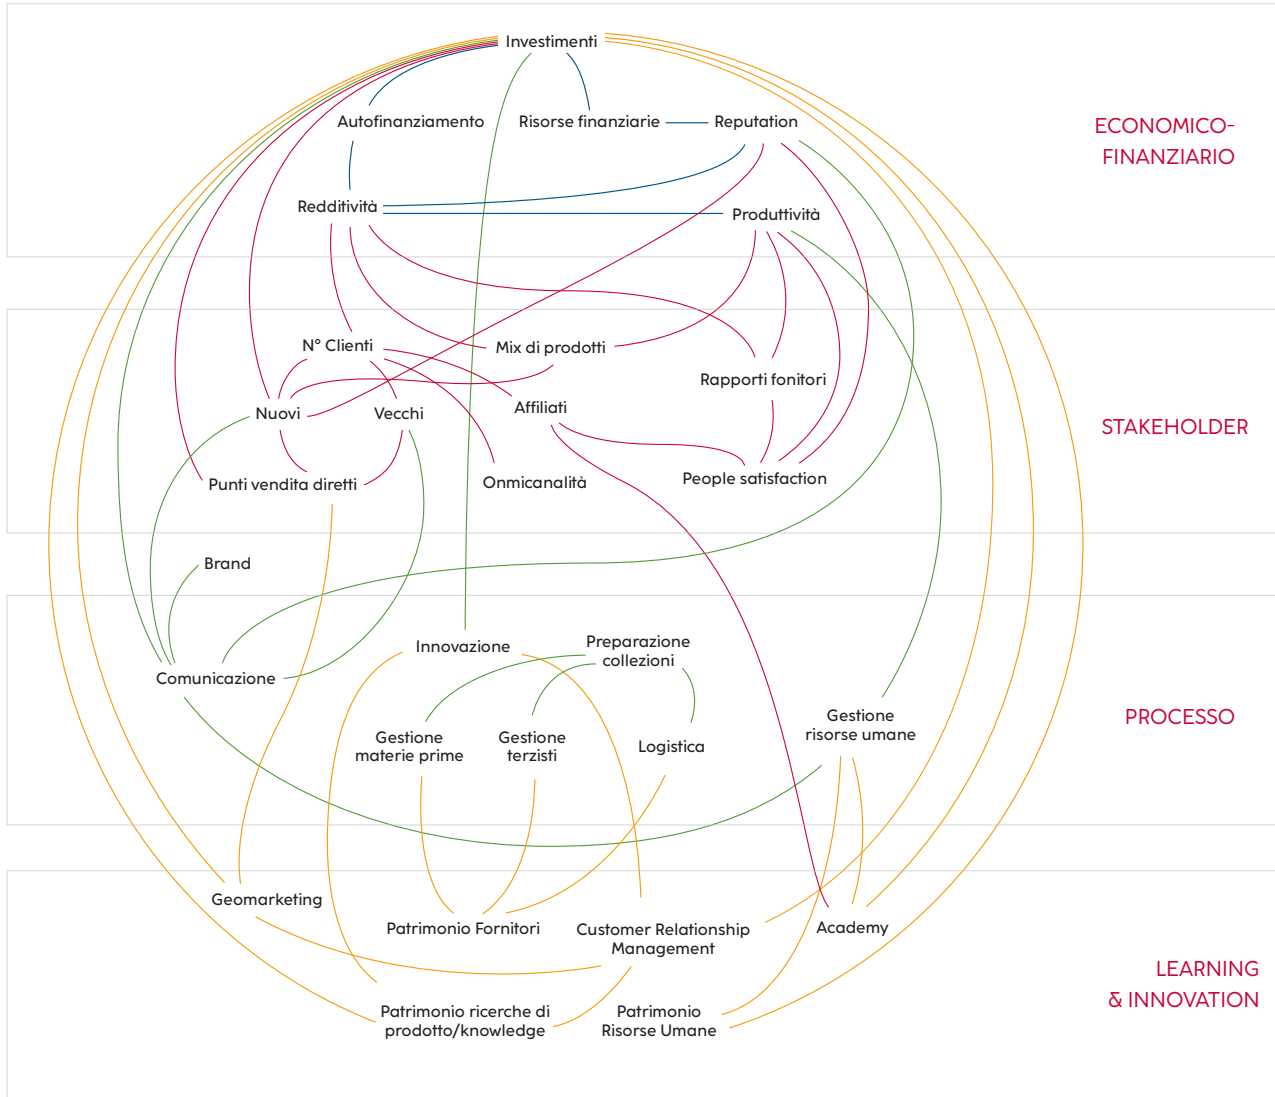 Investimenti
Autofinanziamento
Risorse finanziarie
Reputation
ECONOMICO-
FINANZIARIO
Redditività
Produttività
N° Clienti
Mix di prodotti
Rapporti fonitori
Nuovi
Vecchi
Affiliati
STAKEHOLDER
Punti vendita diretti
Onmicanalità
People satisfaction
Brand
Innovazione
Preparazione
collezioni
Comunicazione
Gestione
risorse umane
PROCESSO
Gestione
materie prime
Gestione
terzisti
Logistica
Geomarketing
Patrimonio Fornitori
Customer Relationship
Management
Academy
LEARNING
& INNOVATION
Patrimonio ricerche di
prodotto/knowledge
Patrimonio
Risorse Umane